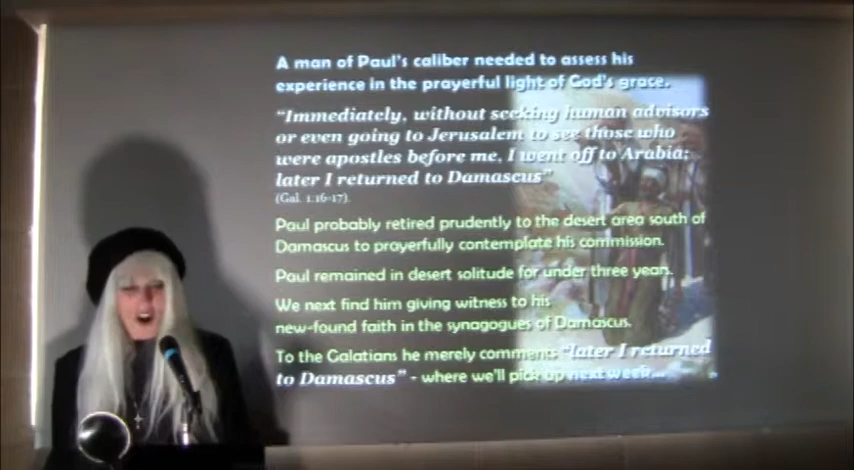 A man of Paul's caliber needed to assess his
experience in the prayerful light of God's grace.
"Immediately, without seeking human advisors
or even going to Jerusalem to see those who
were apostles before me, I went off to Arabia;
later I returned to Damascus"
(Gal. 1:16-17).
Paul probably retired prudently to the desert area south of
Damascus to prayerfully contemplate his commission.
Paul remained in desert solitude for under three years.
We next find him giving witness to his
new-found faith in the synagogues of Damascus.
To the Galatians he merely comments "later I returned
to Damascus" - where we'll pick up next week...